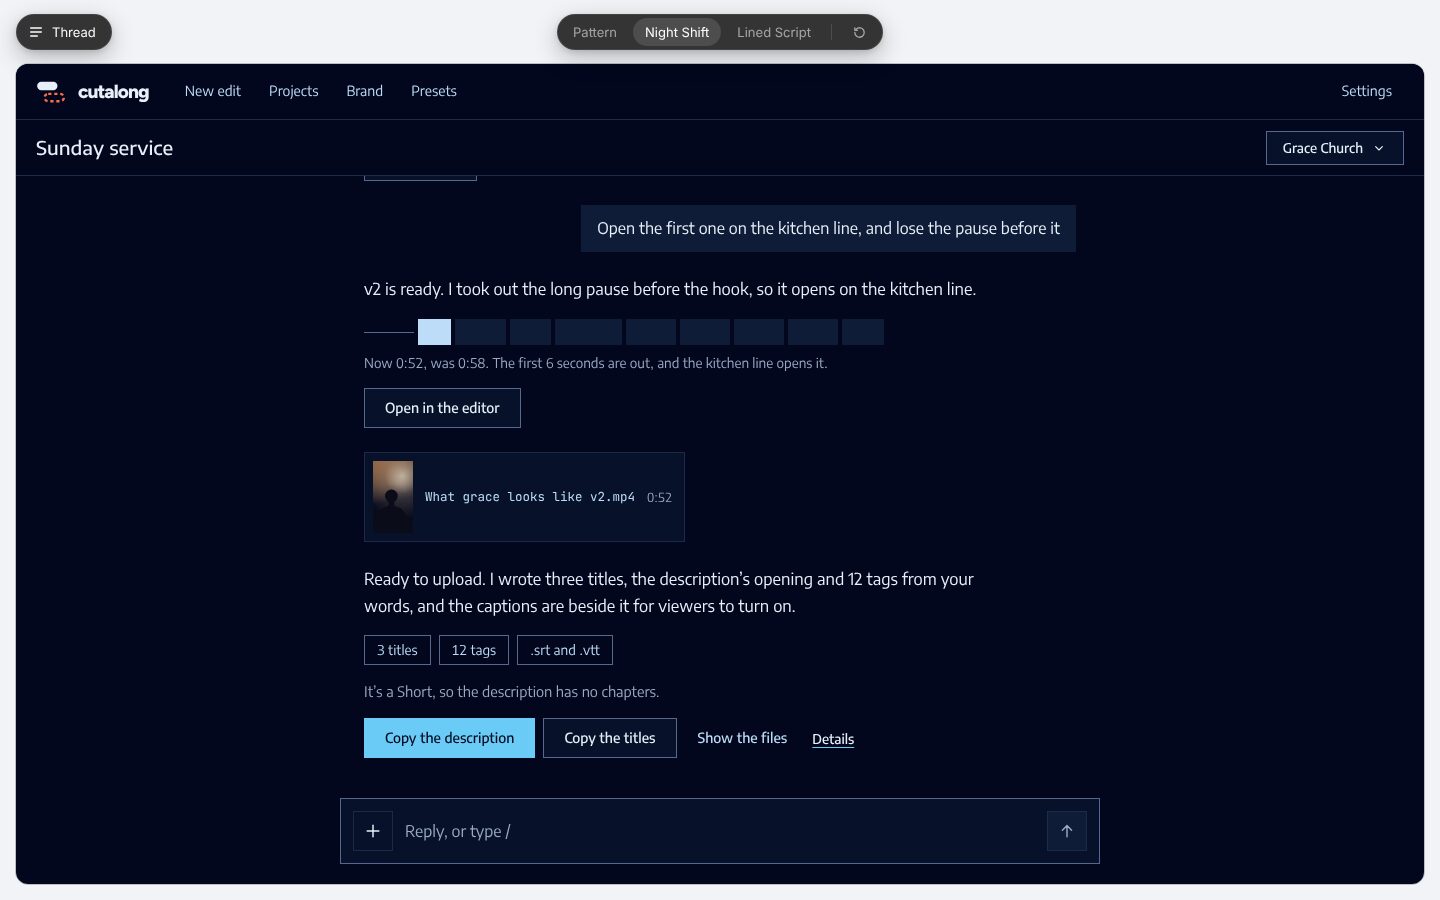 Thread
Pattern Night Shift Lined Script
cutalong New edit Projects Brand Presets Settings
Sunday service Grace Church
Open the first one on the kitchen line, and lose the pause before it
v2 is ready. I took out the long pause before the hook, so it opens on the kitchen line.
Now 0:52, was 0:58. The first 6 seconds are out, and the kitchen line opens it.
Open in the editor
What grace looks like v2.mp4 0:52
Ready to upload. I wrote three titles, the description’s opening and 12 tags from your
words, and the captions are beside it for viewers to turn on.
3 titles 12 tags .srt and .vtt
It’s a Short, so the description has no chapters.
Copy the description Copy the titles Show the files Details
Reply, or type /